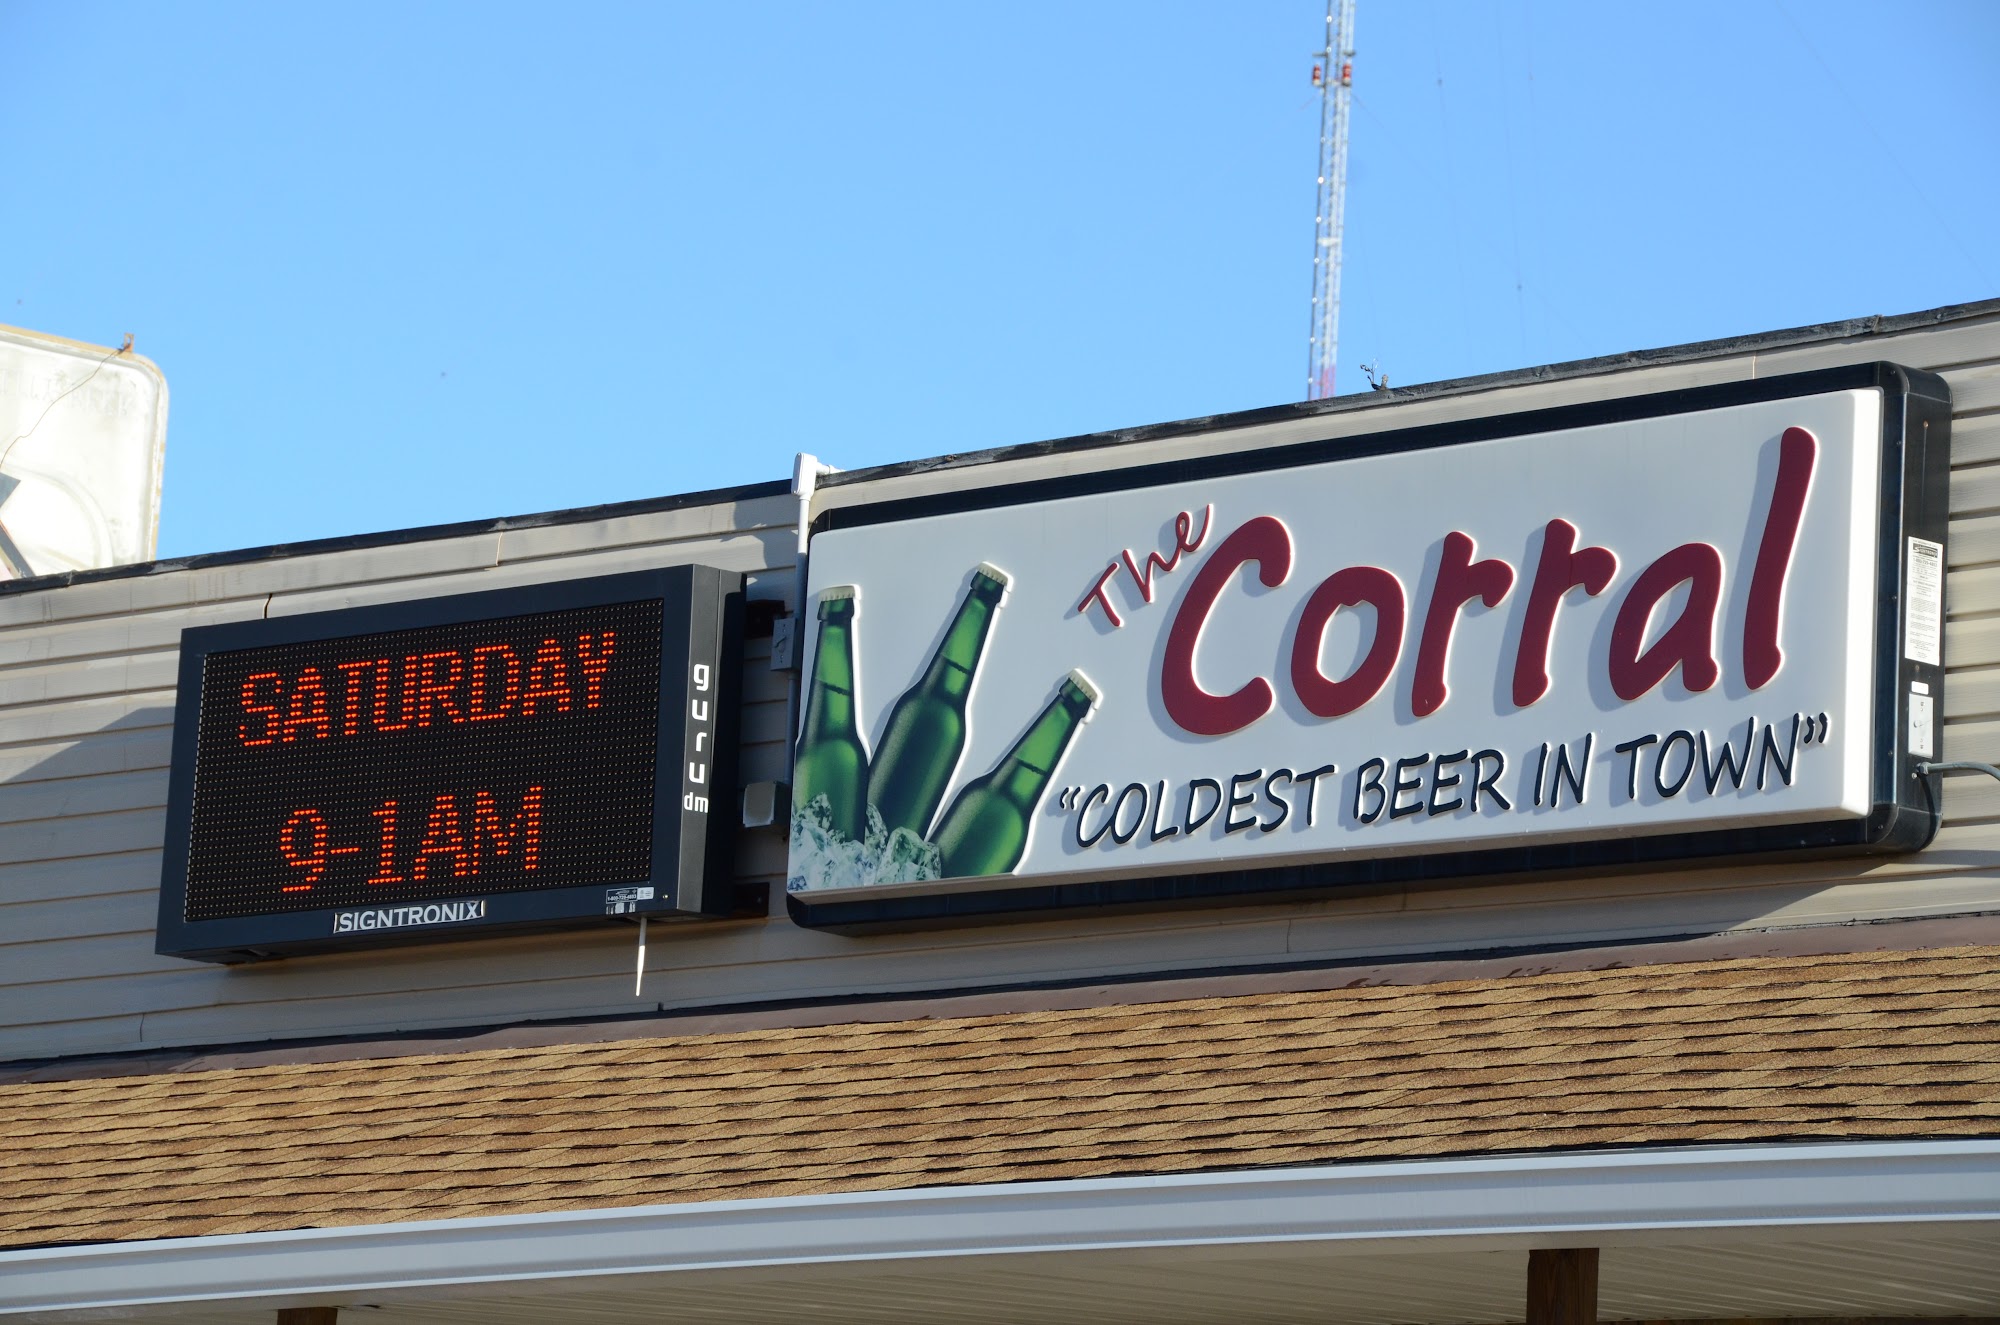 SATURDAY
9-1AM
SIGNTRONIX
guru
dm
The
Corral
"COLDEST BEER IN TOWN"